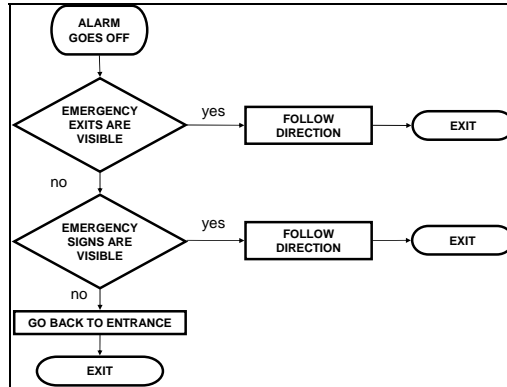 ALARM
GOES OFF
EMERGENCY
EXITS ARE
VISIBLE
yes
FOLLOW
DIRECTION
EXIT
no
EMERGENCY
SIGNS ARE
VISIBLE
yes
FOLLOW
DIRECTION
EXIT
no
GO BACK TO ENTRANCE
EXIT